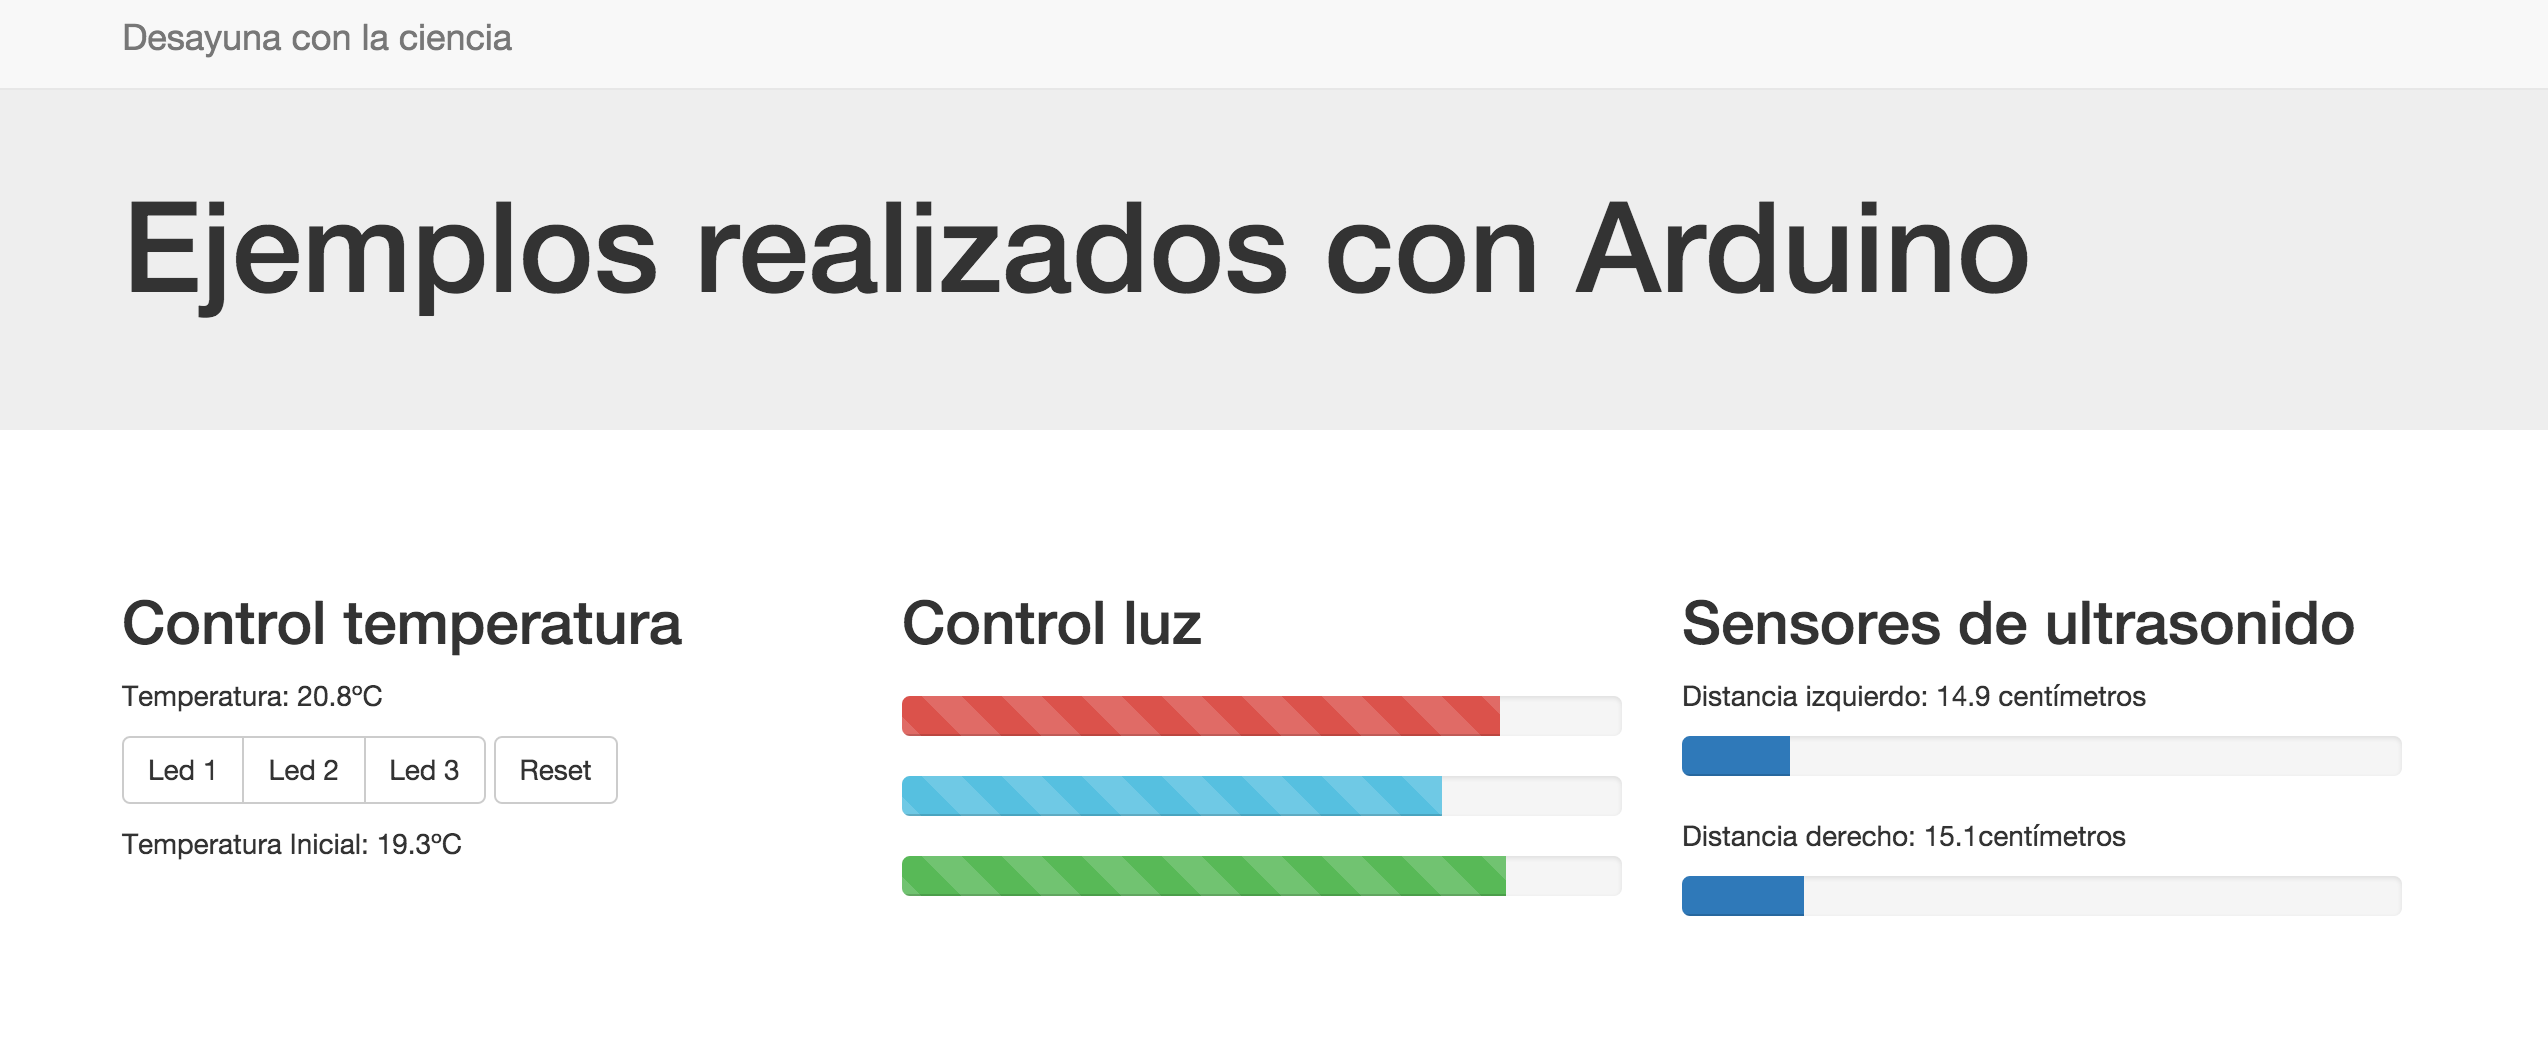 Desayuna con la ciencia
Ejemplos realizados con Arduino
Control temperatura
Temperatura: 20.8ºC
Led 1 Led 2 Led 3 Reset
Temperatura Inicial: 19.3ºC
Control luz
Sensores de ultrasonido
Distancia izquierdo: 14.9 centímetros
Distancia derecho: 15.1centímetros